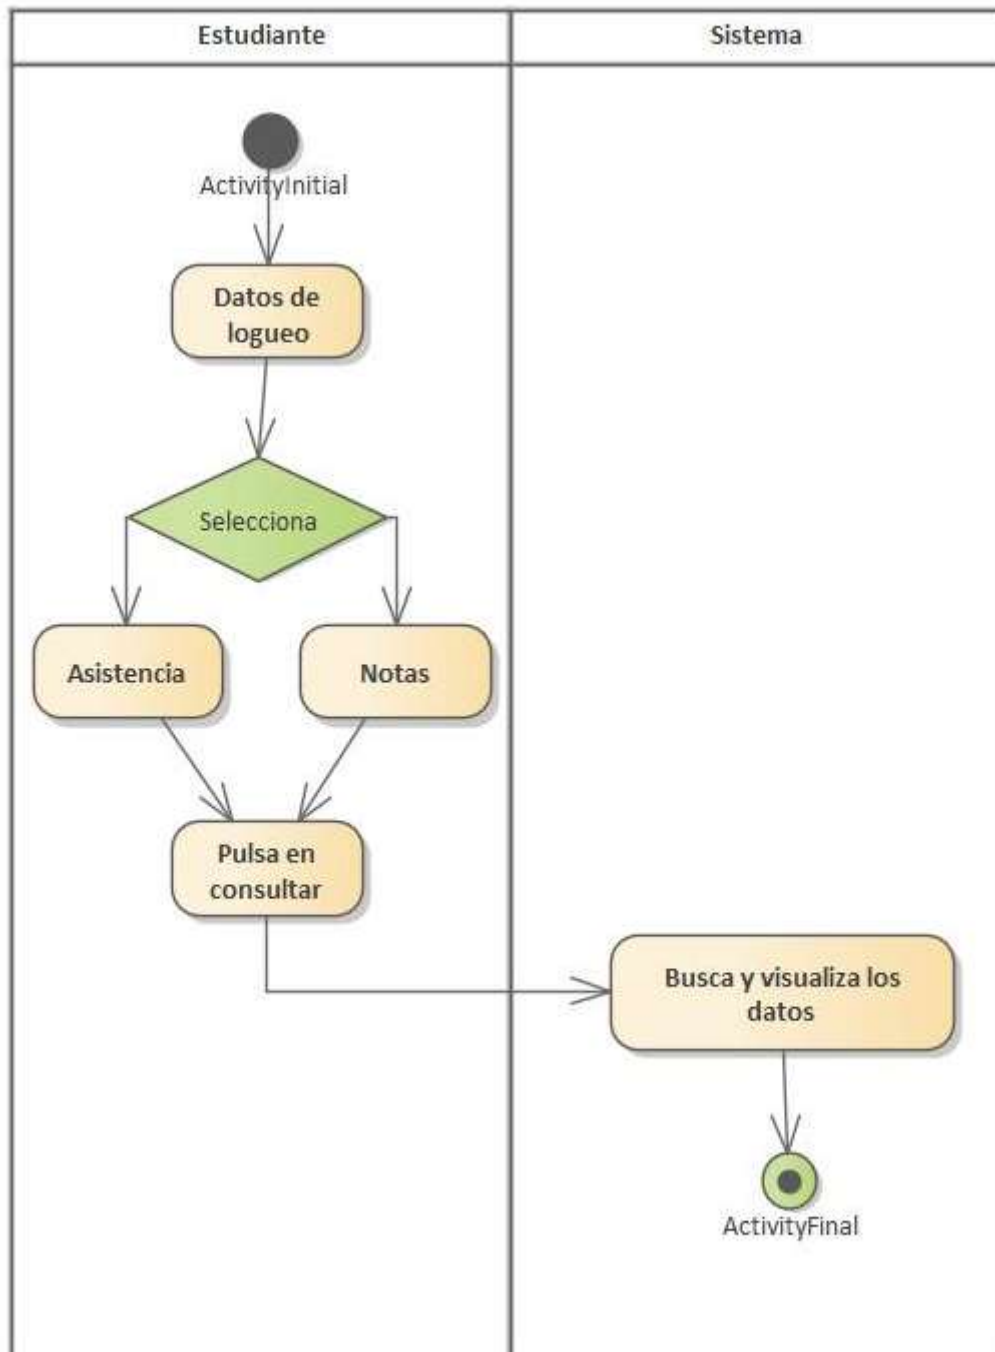 Estudiante
Sistema
ActivityInitial
Datos de
logueo
Selecciona
Asistencia
Notas
Pulsa en
consultar
Busca y visualiza los
datos
ActivityFinal